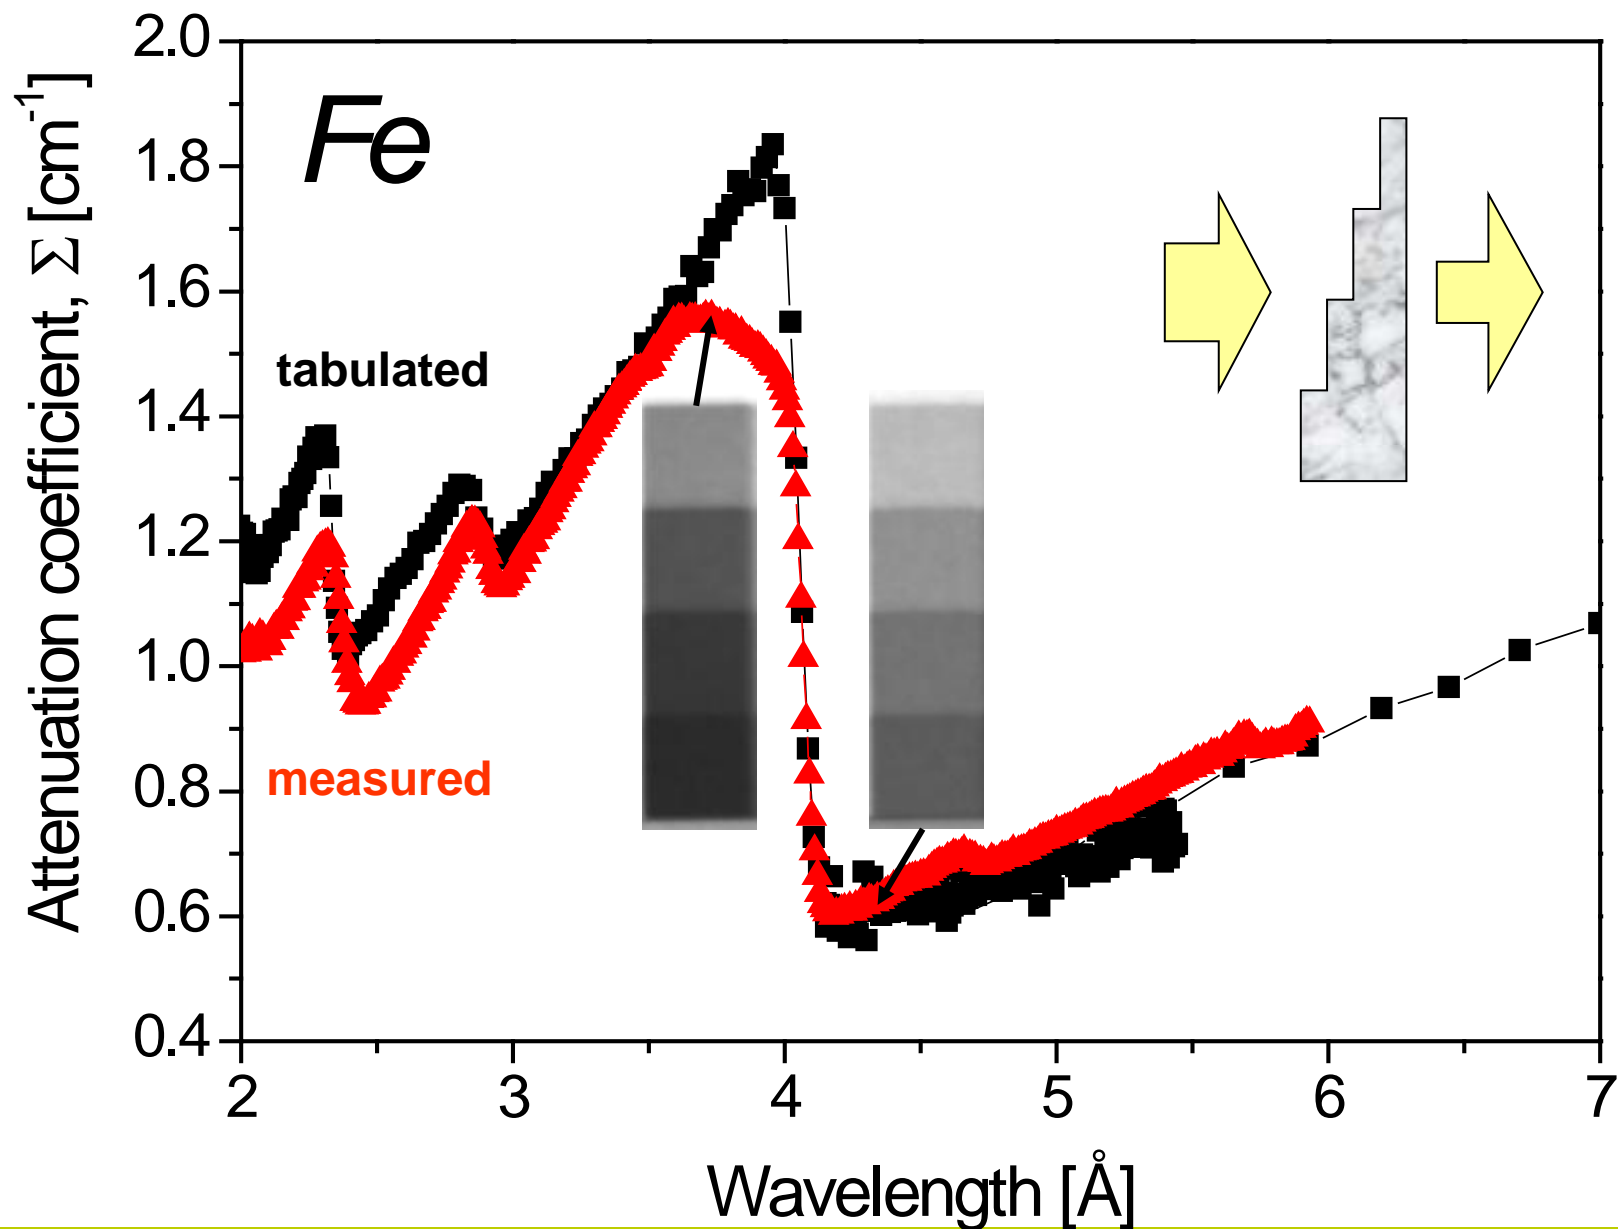 2.0
1.8
1.6
1.4
1.2
1.0
0.8
0.6
0.4
Attenuation coefficient, Σ [cm⁻¹]
Fe
tabulated
measured
2 3 4 5 6 7
Wavelength [Å]